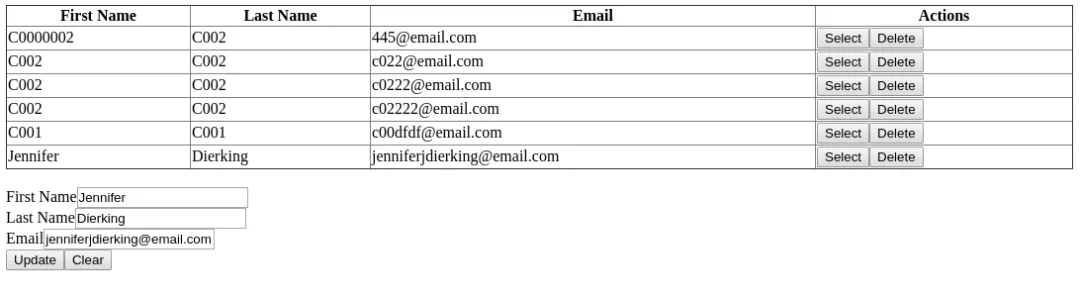 First Name Last Name Email Actions
C0000002 C002 445@email.com Select Delete
C002 C002 c022@email.com Select Delete
C002 C002 c0222@email.com Select Delete
C002 C002 c02222@email.com Select Delete
C001 C001 c00dfdf@email.com Select Delete
Jennifer Dierking jenniferjdierking@email.com Select Delete
First Name Jennifer
Last Name Dierking
Email jenniferjdierking@email.com
Update Clear